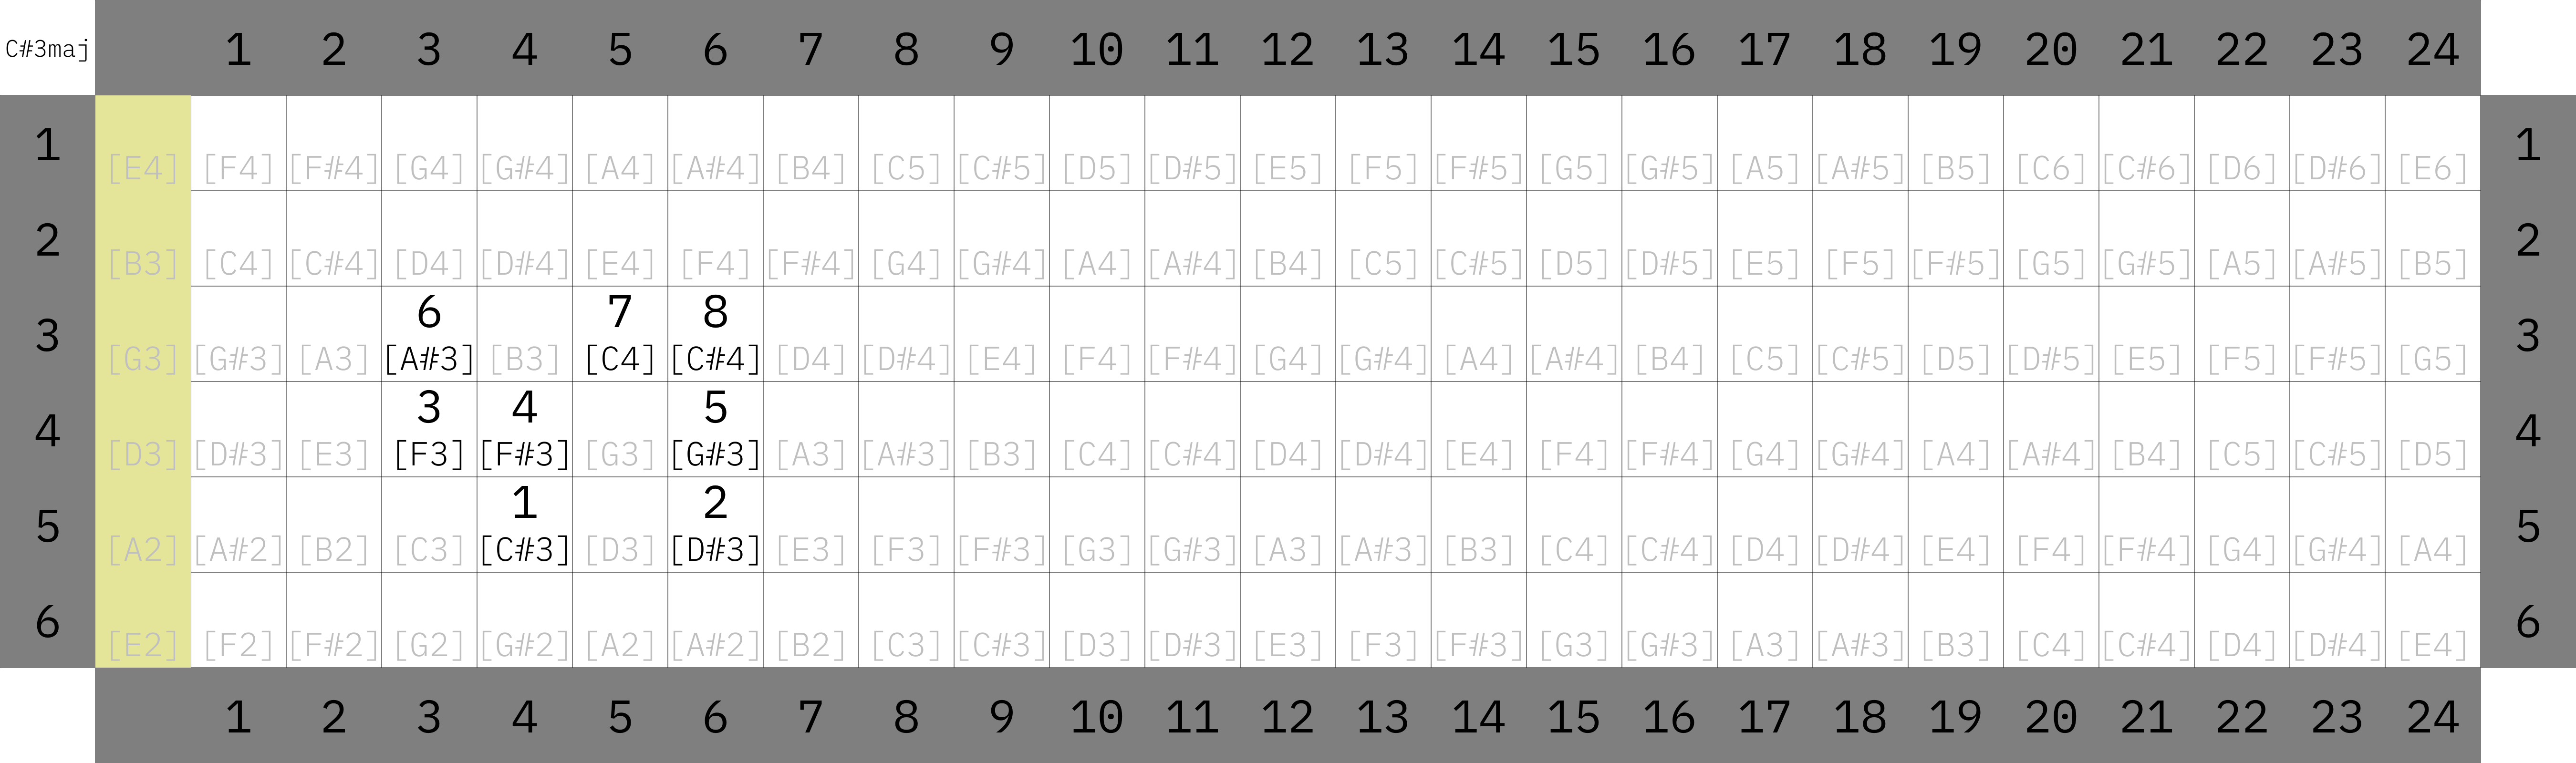 C#3maj 1 2 3 4 5 6 7 8 9 10 11 12 13 14 15 16 17 18 19 20 21 22 23 24
1 [E4] [F4] [F#4] [G4] [G#4] [A4] [A#4] [B4] [C5] [C#5] [D5] [D#5] [E5] [F5] [F#5] [G5] [G#5] [A5] [A#5] [B5] [C6] [C#6] [D6] [D#6] [E6] 1
2 [B3] [C4] [C#4] [D4] [D#4] [E4] [F4] [F#4] [G4] [G#4] [A4] [A#4] [B4] [C5] [C#5] [D5] [D#5] [E5] [F5] [F#5] [G5] [G#5] [A5] [A#5] [B5] 2
6 7 8
3 [G3] [G#3] [A3] [A#3] [B3] [C4] [C#4] [D4] [D#4] [E4] [F4] [F#4] [G4] [G#4] [A4] [A#4] [B4] [C5] [C#5] [D5] [D#5] [E5] [F5] [F#5] [G5] 3
3 4 5
4 [D3] [D#3] [E3] [F3] [F#3] [G3] [G#3] [A3] [A#3] [B3] [C4] [C#4] [D4] [D#4] [E4] [F4] [F#4] [G4] [G#4] [A4] [A#4] [B4] [C5] [C#5] [D5] 4
1 2
5 [A2] [A#2] [B2] [C3] [C#3] [D3] [D#3] [E3] [F3] [F#3] [G3] [G#3] [A3] [A#3] [B3] [C4] [C#4] [D4] [D#4] [E4] [F4] [F#4] [G4] [G#4] [A4] 5
6 [E2] [F2] [F#2] [G2] [G#2] [A2] [A#2] [B2] [C3] [C#3] [D3] [D#3] [E3] [F3] [F#3] [G3] [G#3] [A3] [A#3] [B3] [C4] [C#4] [D4] [D#4] [E4] 6
1 2 3 4 5 6 7 8 9 10 11 12 13 14 15 16 17 18 19 20 21 22 23 24